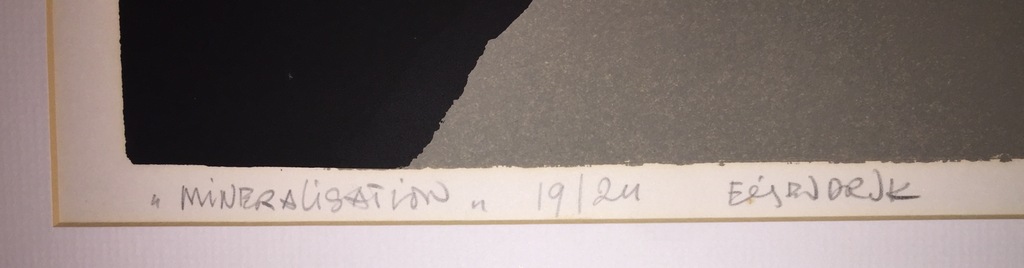 „ MINERALISATION „ 19/24